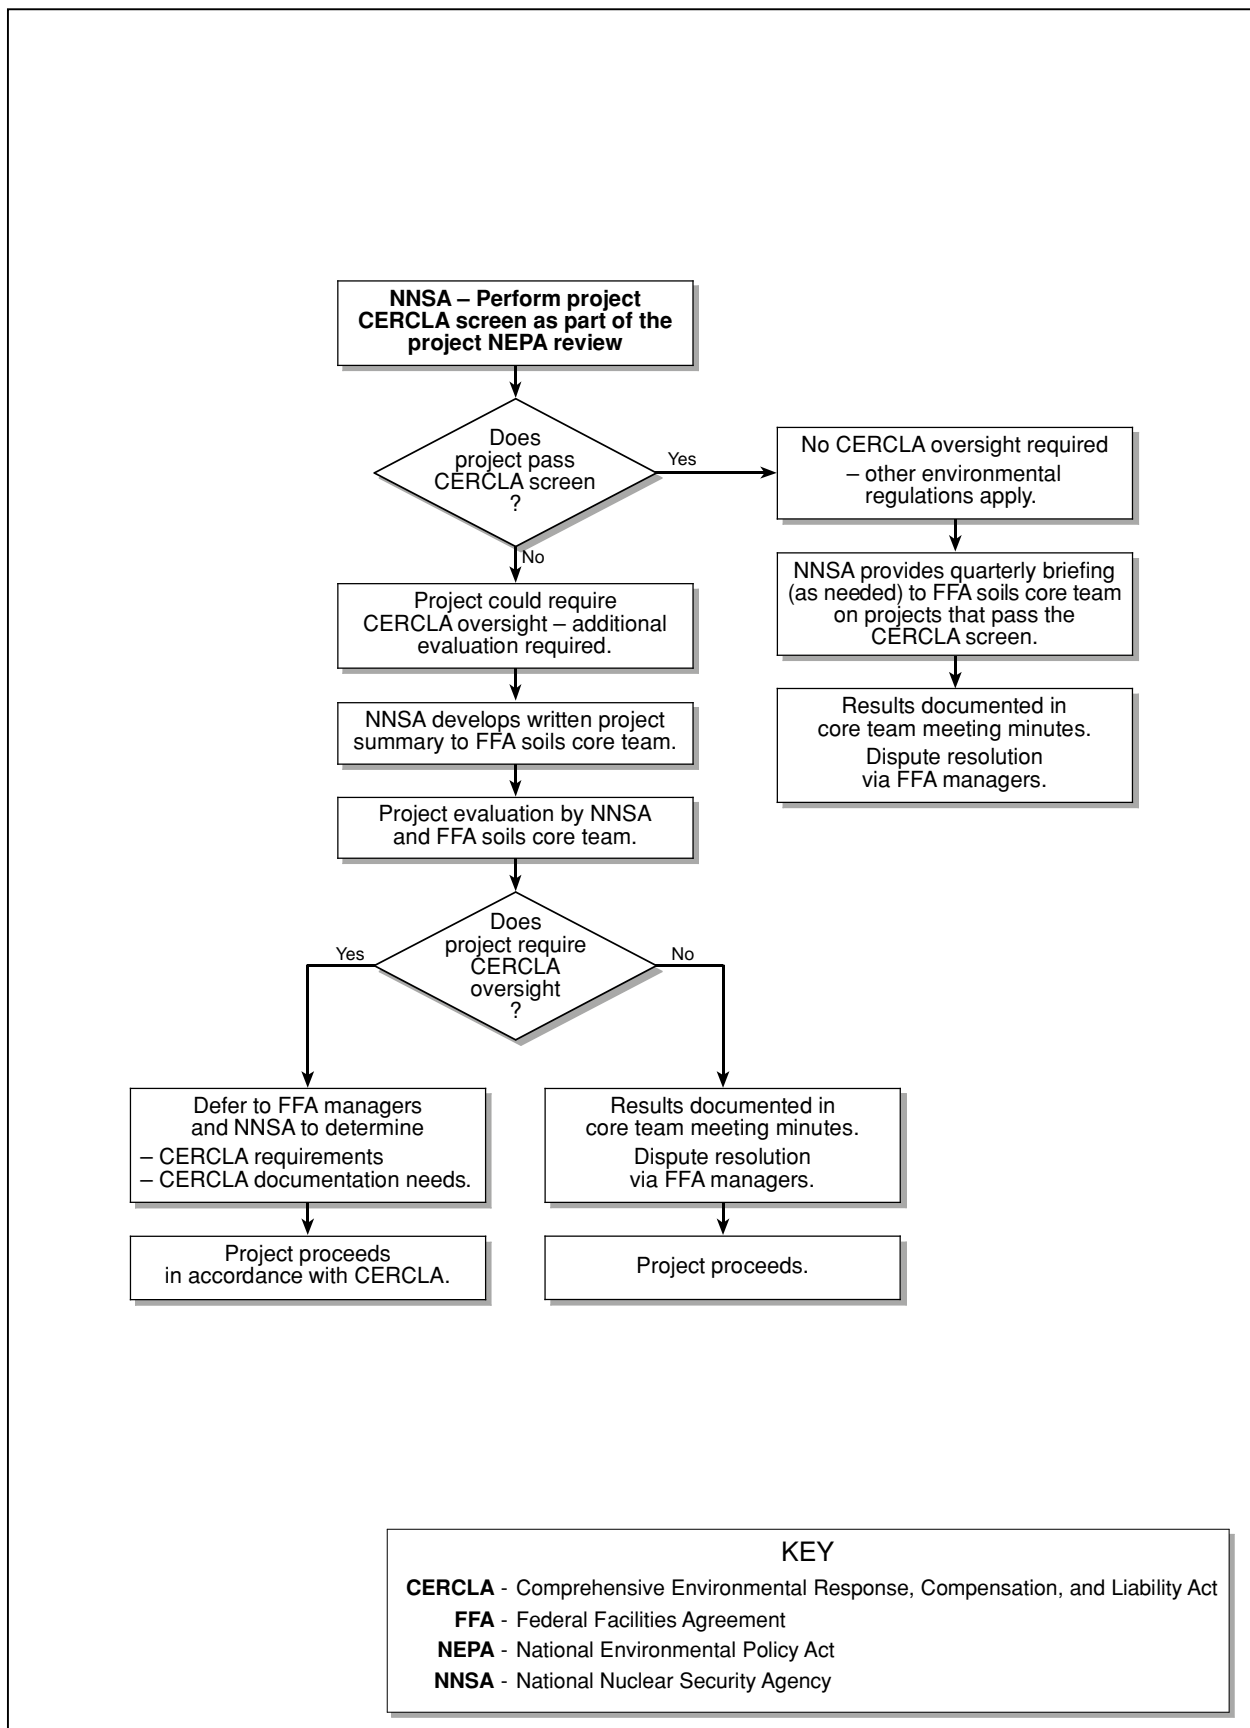 NNSA – Perform project
CERCLA screen as part of the
project NEPA review
Does
project pass
CERCLA screen
?
Yes
No CERCLA oversight required
– other environmental
regulations apply.
No
NNSA provides quarterly briefing
(as needed) to FFA soils core team
on projects that pass the
CERCLA screen.
Project could require
CERCLA oversight – additional
evaluation required.
Results documented in
core team meeting minutes.
Dispute resolution
via FFA managers.
NNSA develops written project
summary to FFA soils core team.
Project evaluation by NNSA
and FFA soils core team.
Does
project require
CERCLA
oversight
?
Yes
No
Defer to FFA managers
and NNSA to determine
– CERCLA requirements
– CERCLA documentation needs.
Results documented in
core team meeting minutes.
Dispute resolution
via FFA managers.
Project proceeds
in accordance with CERCLA.
Project proceeds.
KEY
CERCLA - Comprehensive Environmental Response, Compensation, and Liability Act
FFA - Federal Facilities Agreement
NEPA - National Environmental Policy Act
NNSA - National Nuclear Security Agency